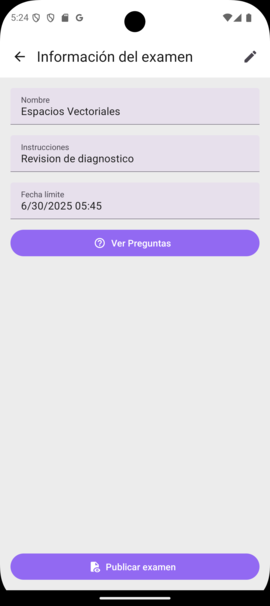 5:24
Información del examen
Nombre
Espacios Vectoriales
Instrucciones
Revision de diagnostico
Fecha límite
6/30/2025 05:45
Ver Preguntas
Publicar examen